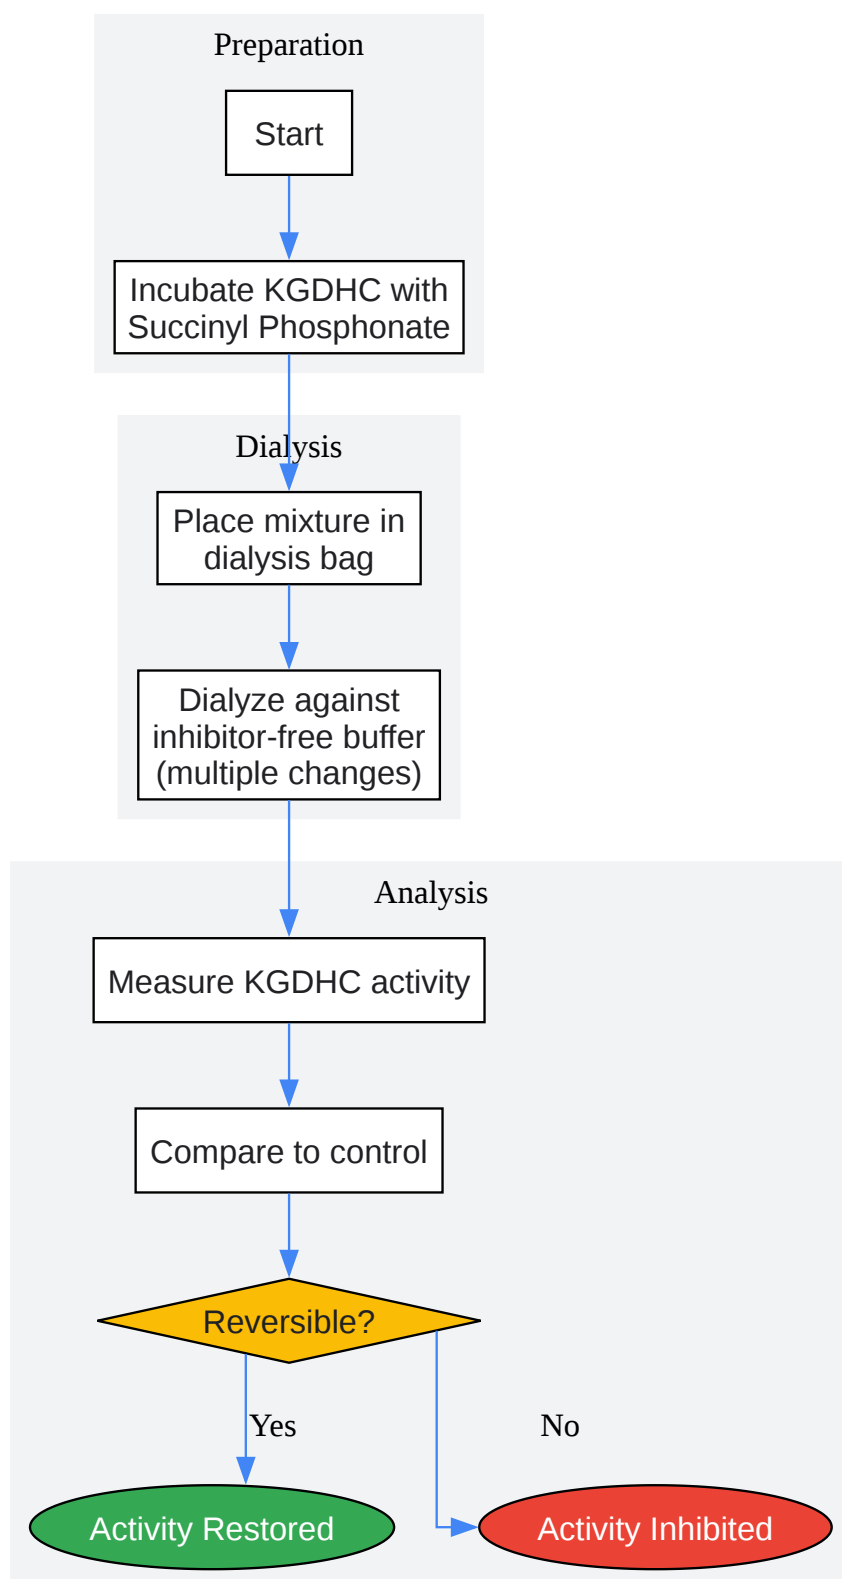 Preparation
Start
Incubate KGDHC with
Succinyl Phosphonate
Dialysis
Place mixture in
dialysis bag
Dialyze against
inhibitor-free buffer
(multiple changes)
Analysis
Measure KGDHC activity
Compare to control
Reversible?
Yes
No
Activity Restored
Activity Inhibited